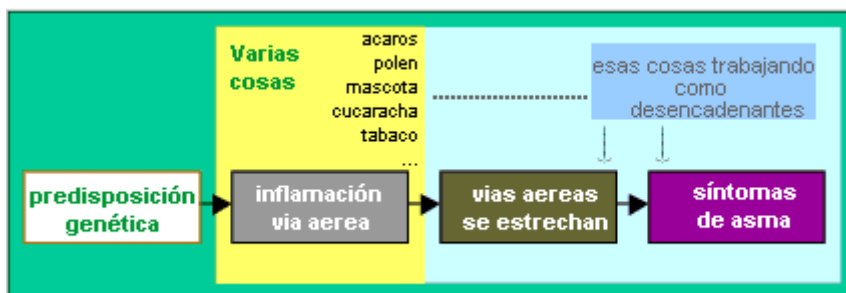 Varias
cosas
acaros
polen
mascota
cucaracha
tabaco
...
esas cosas trabajando
como
desencadenantes
predisposición
genética
inflamación
via aerea
vias aereas
se estrechan
síntomas
de asma